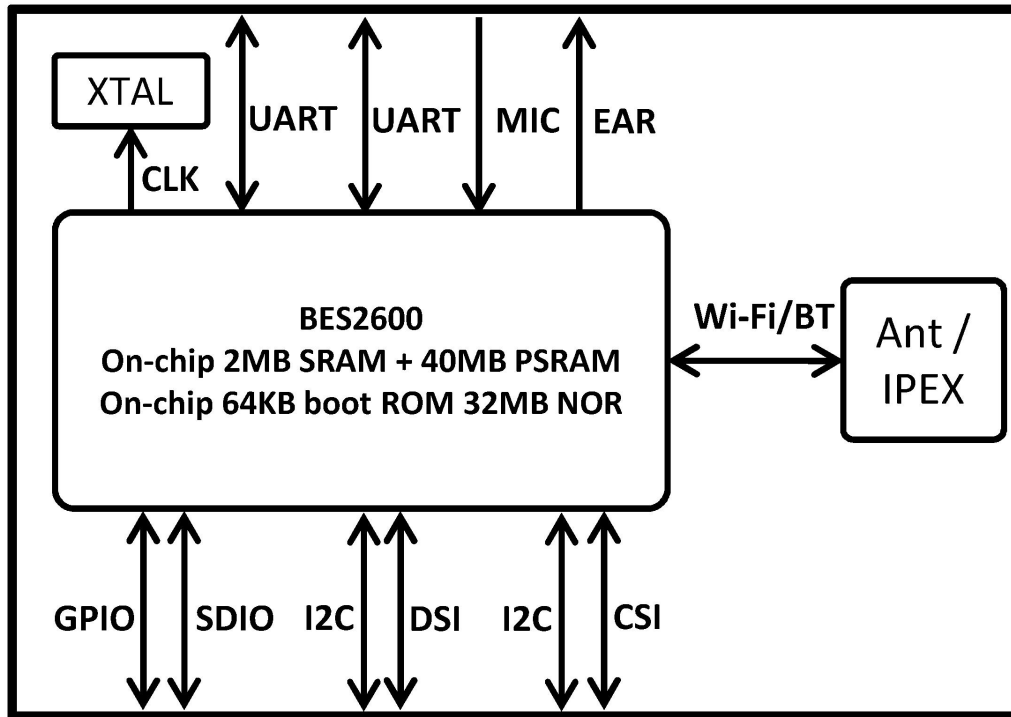 XTAL
CLK
UART
UART
MIC
EAR
BES2600
On-chip 2MB SRAM + 40MB PSRAM
On-chip 64KB boot ROM 32MB NOR
Wi-Fi/BT
Ant /
IPEX
GPIO
SDIO
I2C
DSI
I2C
CSI